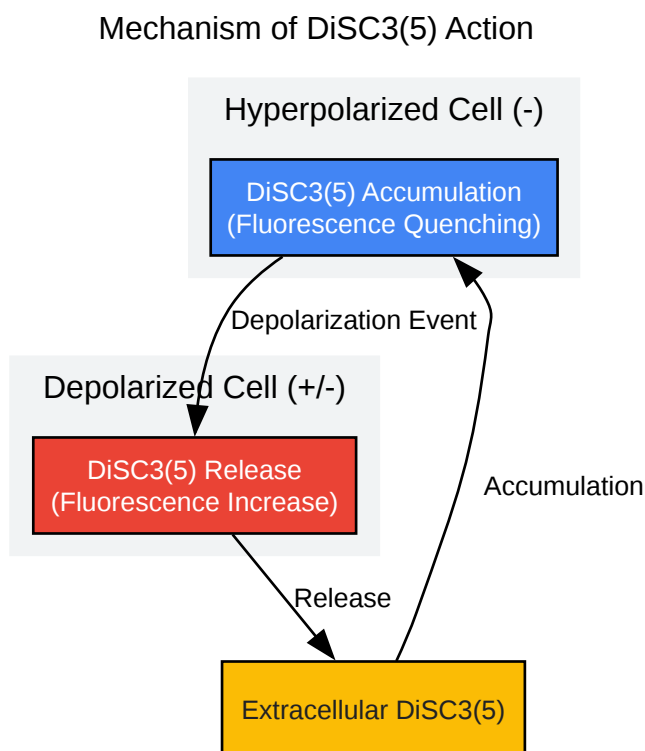 Mechanism of DiSC3(5) Action
Hyperpolarized Cell (-)
DiSC3(5) Accumulation
(Fluorescence Quenching)
Depolarization Event
Depolarized Cell (+/-)
DiSC3(5) Release
(Fluorescence Increase)
Accumulation
Release
Extracellular DiSC3(5)